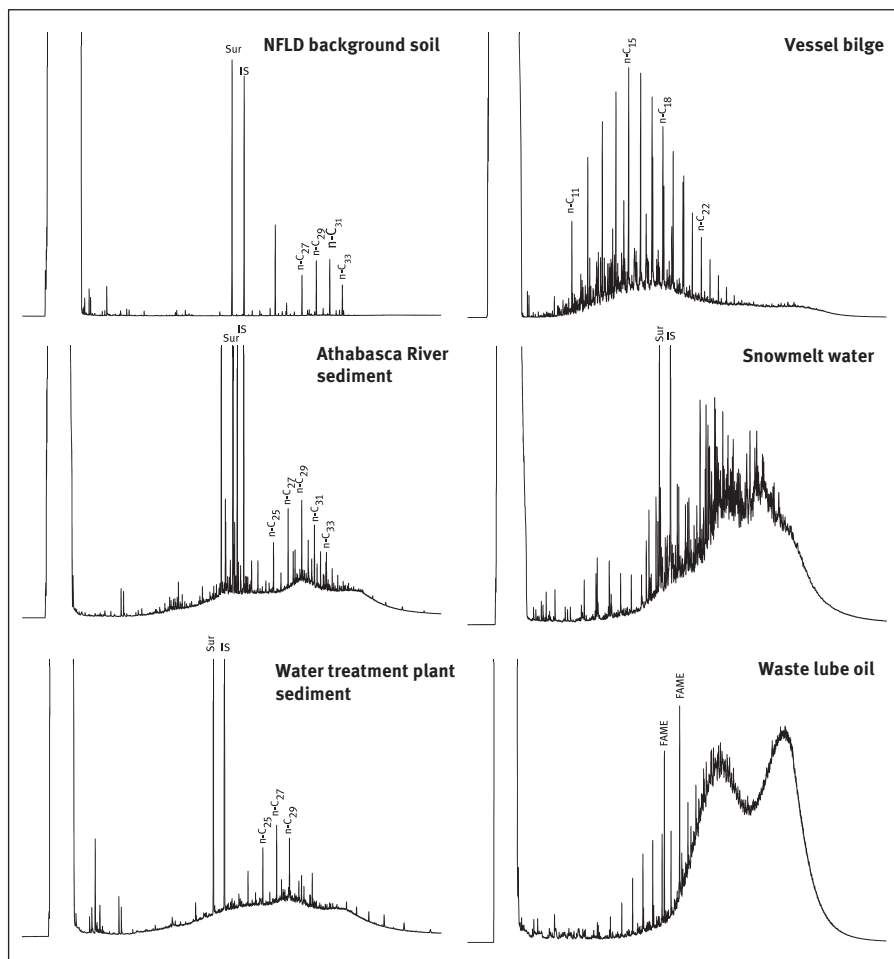 NFLD background soil
Sur
IS
n-C27
n-C29
n-C31
n-C33
Vessel bilge
n-C11
n-C15
n-C18
n-C22
Athabasca River
sediment
Sur
IS
n-C25
n-C27
n-C29
n-C31
n-C33
Snowmelt water
Sur
IS
Water treatment plant
sediment
Sur
IS
n-C25
n-C27
n-C29
Waste lube oil
FAME
FAME